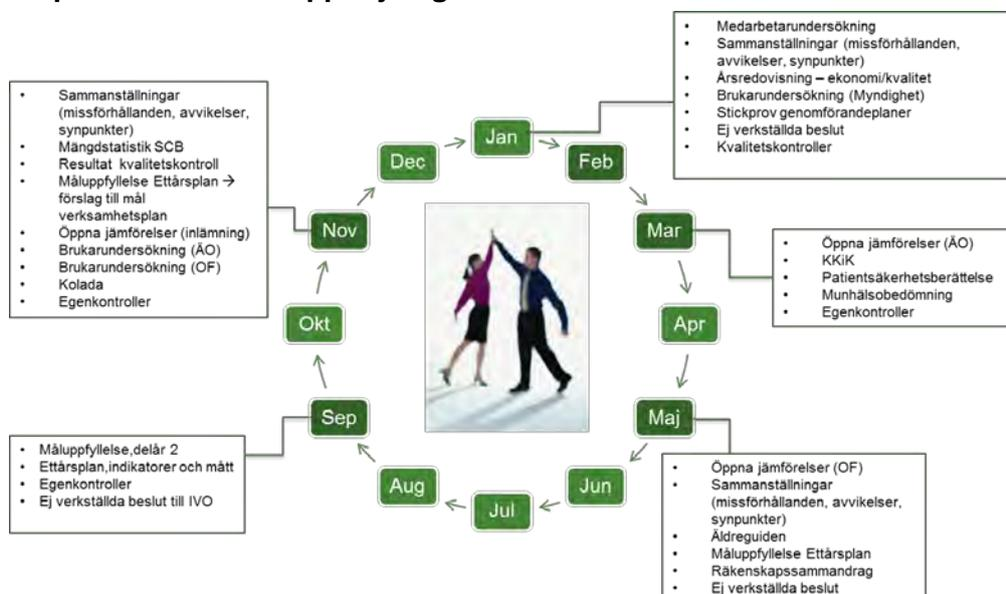 Medarbetarundersökning
Sammanställningar (missförhållanden,
avvikelser, synpunkter)
Årsredovisning – ekonomi/kvalitet
Brukarundersökning (Myndighet)
Stickprov genomförandeplaner
Ej verkställda beslut
Kvalitetskontroller
Sammanställningar
(missförhållanden, avvikelser,
synpunkter)
Mängdstatistik SCB
Resultat kvalitetskontroll
Måluppfyllelse Ettårsplan →
förslag till mål
verksamhetsplan
Öppna jämförelser (inlämning)
Brukarundersökning (ÄO)
Brukarundersökning (OF)
Kolada
Egenkontroller
Jan
Feb
Mar
Apr
Maj
Jun
Jul
Aug
Sep
Okt
Nov
Dec
Öppna jämförelser (ÄO)
KKiK
Patientsäkerhetsberättelse
Munhälsobedömning
Egenkontroller
Måluppfyllelse,delår 2
Ettårsplan,indikatorer och mått
Egenkontroller
Ej verkställda beslut till IVO
Öppna jämförelser (OF)
Sammanställningar
(missförhållanden, avvikelser,
synpunkter)
Äldreguiden
Måluppfyllelse Ettårsplan
Räkenskapssammandrag
Ej verkställda beslut